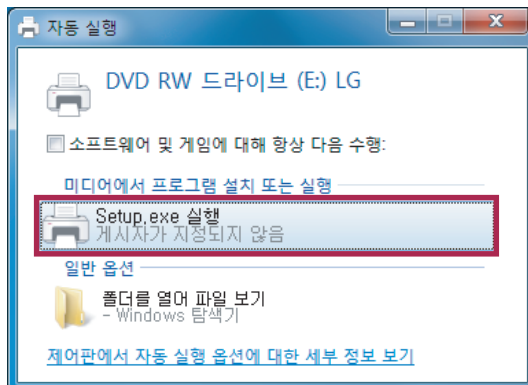 자동 실행
DVD RW 드라이브 (E:) LG
소프트웨어 및 게임에 대해 항상 다음 수행:
미디어에서 프로그램 설치 또는 실행
Setup.exe 실행
게시자가 지정되지 않음
일반 옵션
폴더를 열어 파일 보기
- Windows 탐색기
제어판에서 자동 실행 옵션에 대한 세부 정보 보기